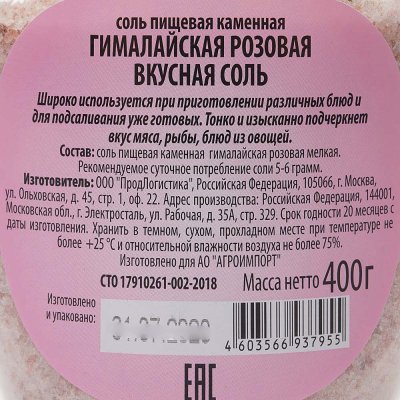 соль пищевая каменная
ГИМАЛАЙСКАЯ РОЗОВАЯ
ВКУСНАЯ СОЛЬ
Широко используется при приготовлении различных блюд и
для подсаливания уже готовых. Тонко и изысканно подчеркнет
вкус мяса, рыбы, блюд из овощей.
Состав: соль пищевая каменная гималайская розовая мелкая.
Рекомендуемое суточное потребление соли 5-6 грамм.
Изготовитель: ООО "ПродЛогистика", Российская Федерация, 105066, г. Москва,
ул. Ольховская, д. 45, стр. 1, оф. 22. Адрес производства: Российская Федерация, 144001,
Московская обл., г. Электросталь, ул. Рабочая, д. 35А, стр. 329. Срок годности 20 месяцев с
даты изготовления. Хранить в темном, сухом, прохладном месте при температуре не
более +25°С и относительной влажности воздуха не более 75%.
Изготовлено для АО "АГРОИМПОРТ"
СТО 17910261-002-2018
Масса нетто 400г
Изготовлено
и упаковано:
31.07.2020
4 603566 937955
ЕАС